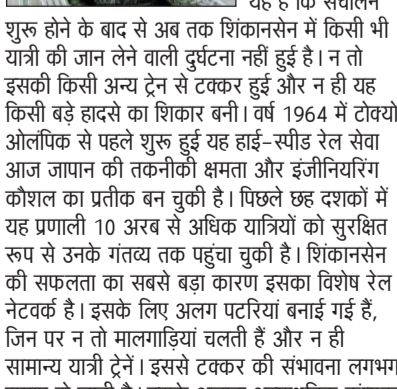 यह है कि संचालन
शुरू होने के बाद से अब तक शिंकानसेन में किसी भी
यात्री की जान लेने वाली दुर्घटना नहीं हुई है। न तो
इसकी किसी अन्य ट्रेन से टक्कर हुई और न ही यह
किसी बड़े हादसे का शिकार बनी। वर्ष 1964 में टोक्यो
ओलंपिक से पहले शुरू हुई यह हाई-स्पीड रेल सेवा
आज जापान की तकनीकी क्षमता और इंजीनियरिंग
कौशल का प्रतीक बन चुकी है। पिछले छह दशकों में
यह प्रणाली 10 अरब से अधिक यात्रियों को सुरक्षित
रूप से उनके गंतव्य तक पहुंचा चुकी है। शिंकानसेन
की सफलता का सबसे बड़ा कारण इसका विशेष रेल
नेटवर्क है। इसके लिए अलग पटरियां बनाई गई हैं,
जिन पर न तो मालगाड़ियां चलती हैं और न ही
सामान्य यात्री ट्रेनें। इससे टक्कर की संभावना लगभग